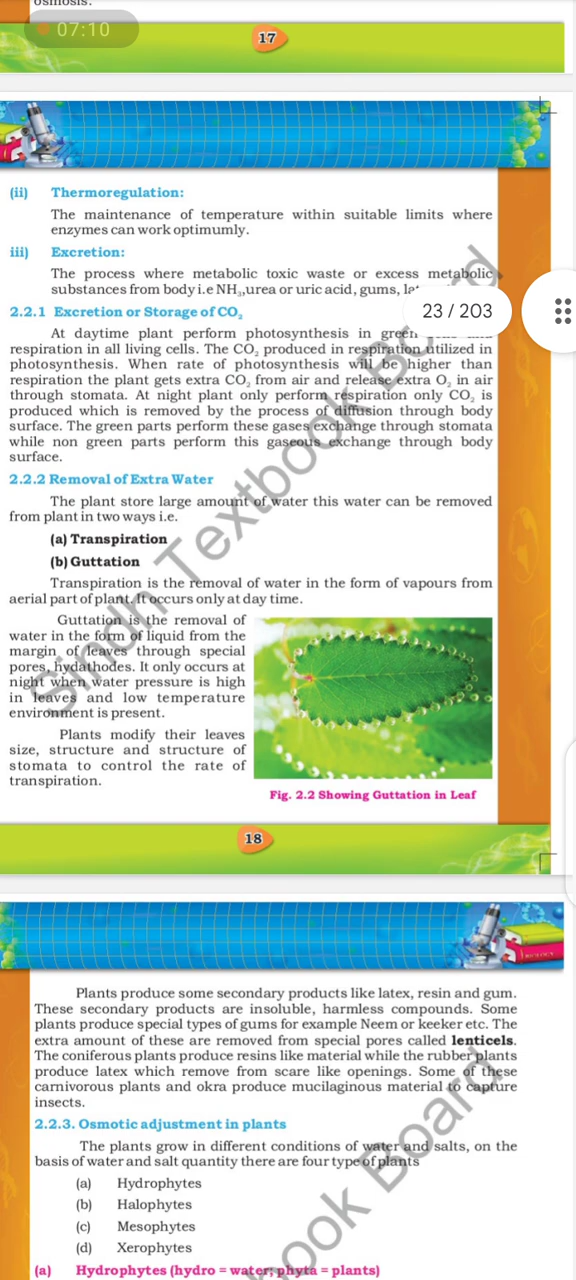 osmosis.
07:10
17
(ii) Thermoregulation:
The maintenance of temperature within suitable limits where
enzymes can work optimumly.
iii) Excretion:
The process where metabolic toxic waste or excess metabolic
substances from body i.e NH3,urea or uric acid, gums,
23 / 203
2.2.1 Excretion or Storage of CO2
At daytime plant perform photosynthesis in green
respiration in all living cells. The CO2 produced in respiration utilized in
photosynthesis. When rate of photosynthesis will be higher than
respiration the plant gets extra CO2 from air and release extra O2 in air
through stomata. At night plant only perform respiration only CO2 is
produced which is removed by the process of diffusion through body
surface. The green parts perform these gases exchange through stomata
while non green parts perform this gaseous exchange through body
surface.
2.2.2 Removal of Extra Water
The plant store large amount of water this water can be removed
from plant in two ways i.e.
(a) Transpiration
(b) Guttation
Transpiration is the removal of water in the form of vapours from
aerial part of plant. It occurs only at day time.
Guttation is the removal of
water in the form of liquid from the
margin of leaves through special
pores, hydathodes. It only occurs at
night when water pressure is high
in leaves and low temperature
environment is present.
Plants modify their leaves
size, structure and structure of
stomata to control the rate of
transpiration.
Fig. 2.2 Showing Guttation in Leaf
Sindh Textbook Board
18
BIOLOGY
Plants produce some secondary products like latex, resin and gum.
These secondary products are insoluble, harmless compounds. Some
plants produce special types of gums for example Neem or keeker etc. The
extra amount of these are removed from special pores called lenticels.
The coniferous plants produce resins like material while the rubber plants
produce latex which remove from scare like openings. Some of these
carnivorous plants and okra produce mucilaginous material to capture
insects.
2.2.3. Osmotic adjustment in plants
The plants grow in different conditions of water and salts, on the
basis of water and salt quantity there are four type of plants
(a) Hydrophytes
(b) Halophytes
(c) Mesophytes
(d) Xerophytes
(a) Hydrophytes (hydro = water; phyta = plants)
book Board